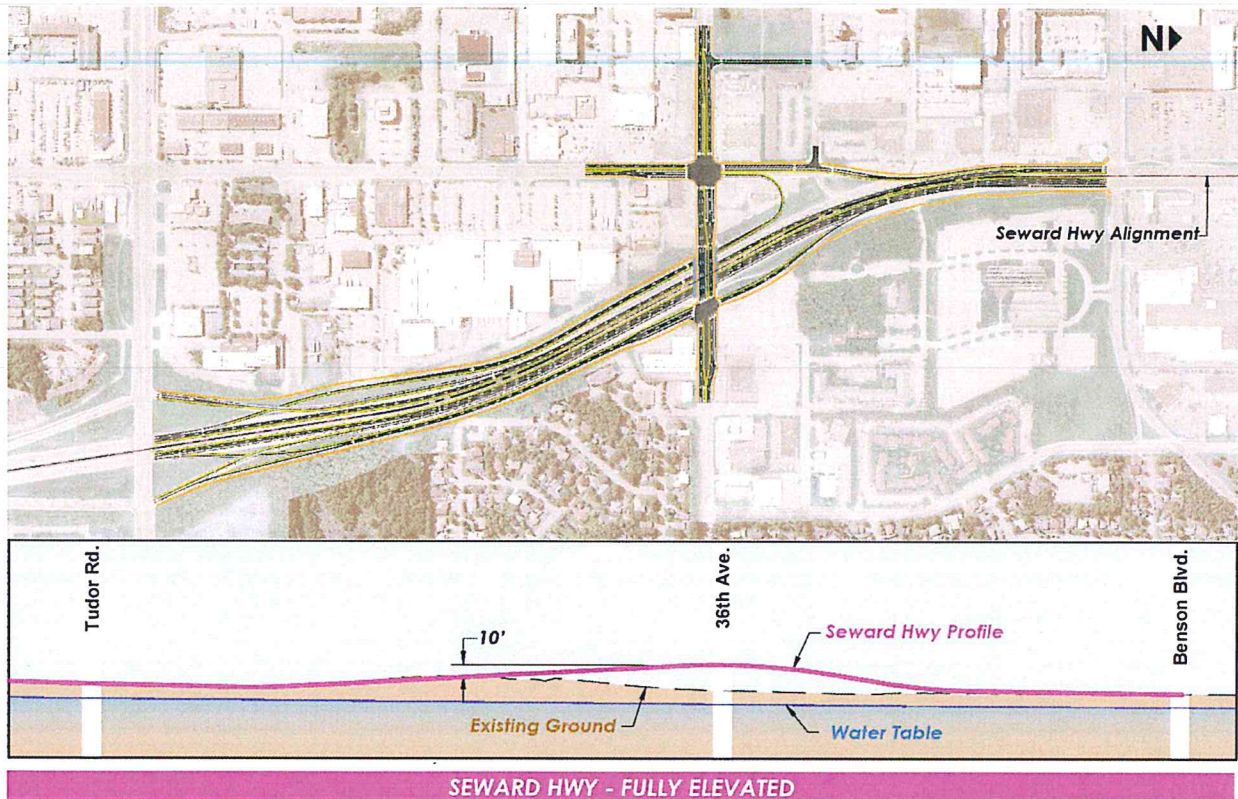 N
Seward Hwy Alignment
Tudor Rd.
36th Ave.
Benson Blvd.
10'
Seward Hwy Profile
Existing Ground
Water Table
SEWARD HWY - FULLY ELEVATED